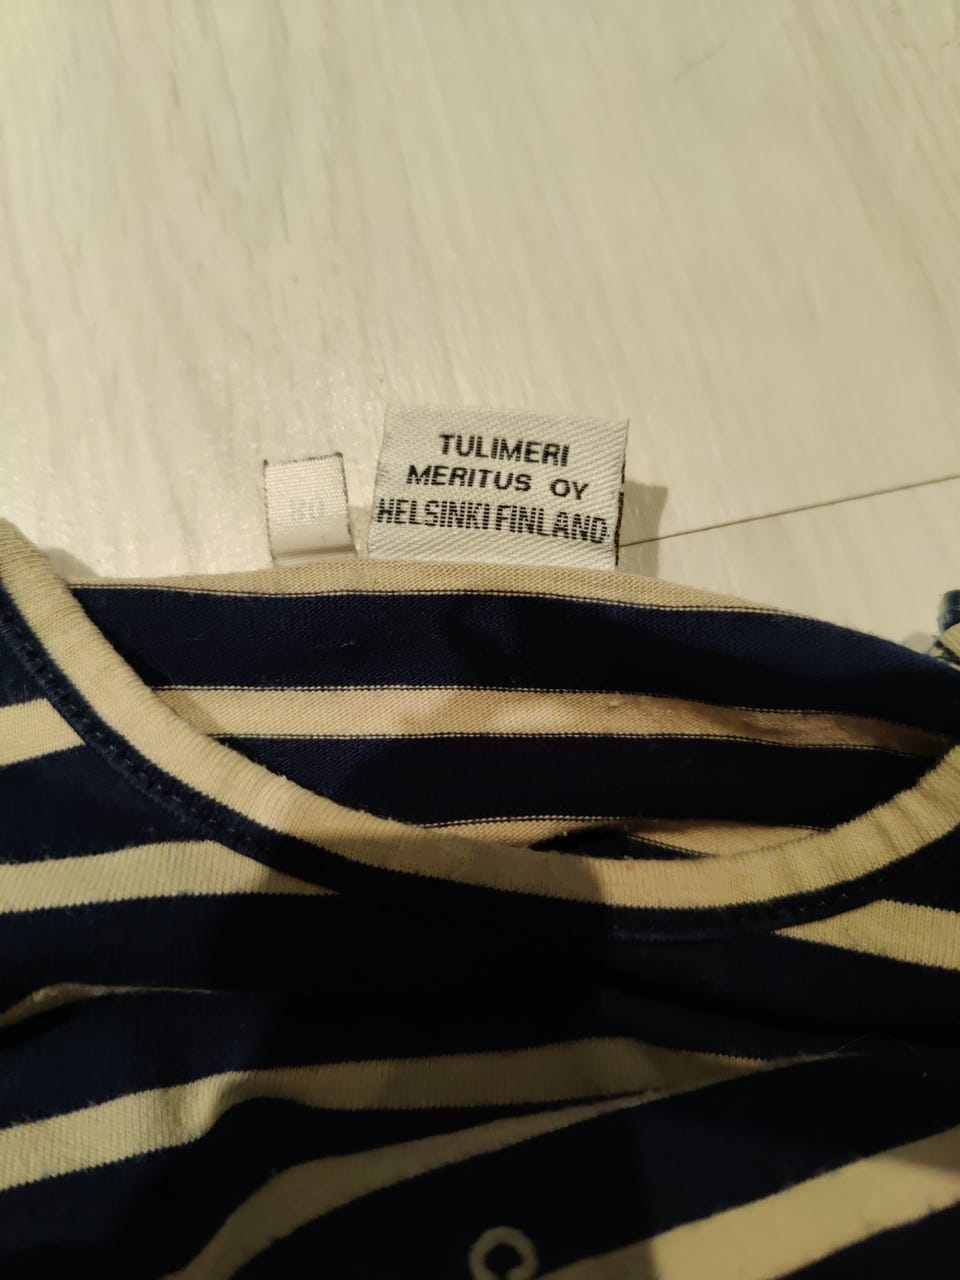 TULIMERI
MERITUS OY
HELSINKI FINLAND
C